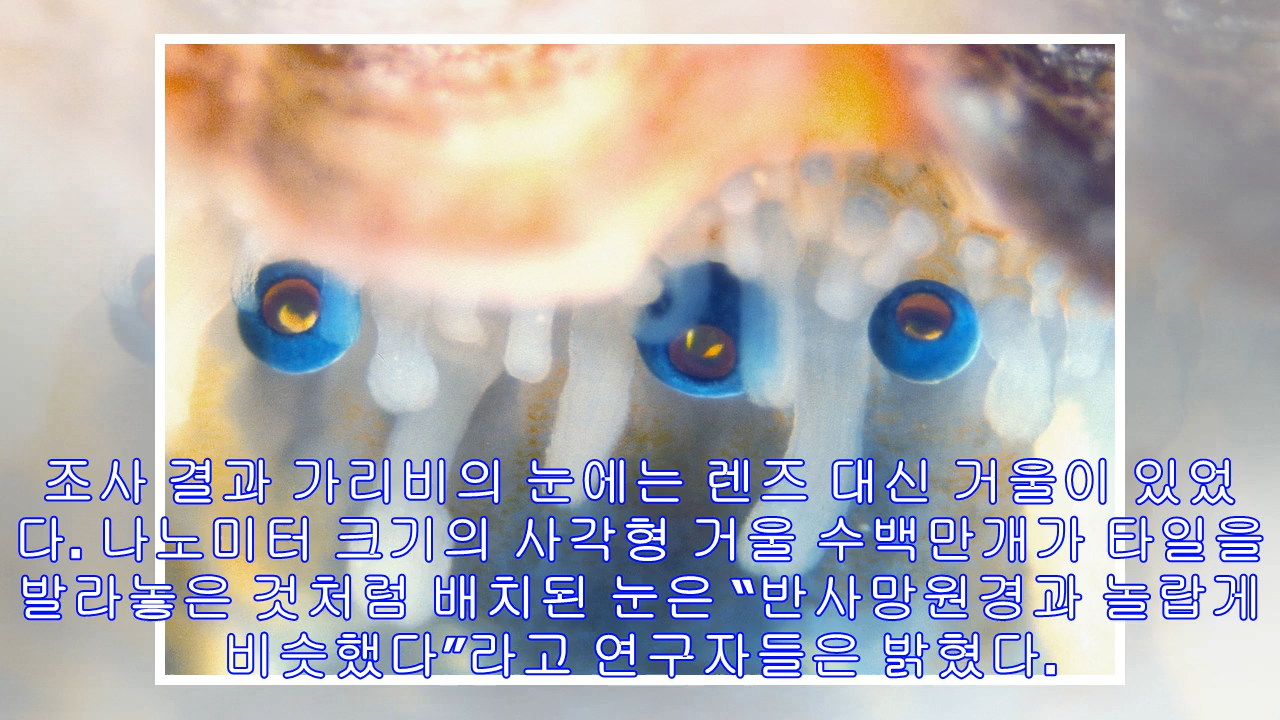 조사 결과 가리비의 눈에는 렌즈 대신 거울이 있었
다. 나노미터 크기의 사각형 거울 수백만개가 타일을
발라놓은 것처럼 배치된 눈은 “반사망원경과 놀랍게
비슷했다”라고 연구자들은 밝혔다.